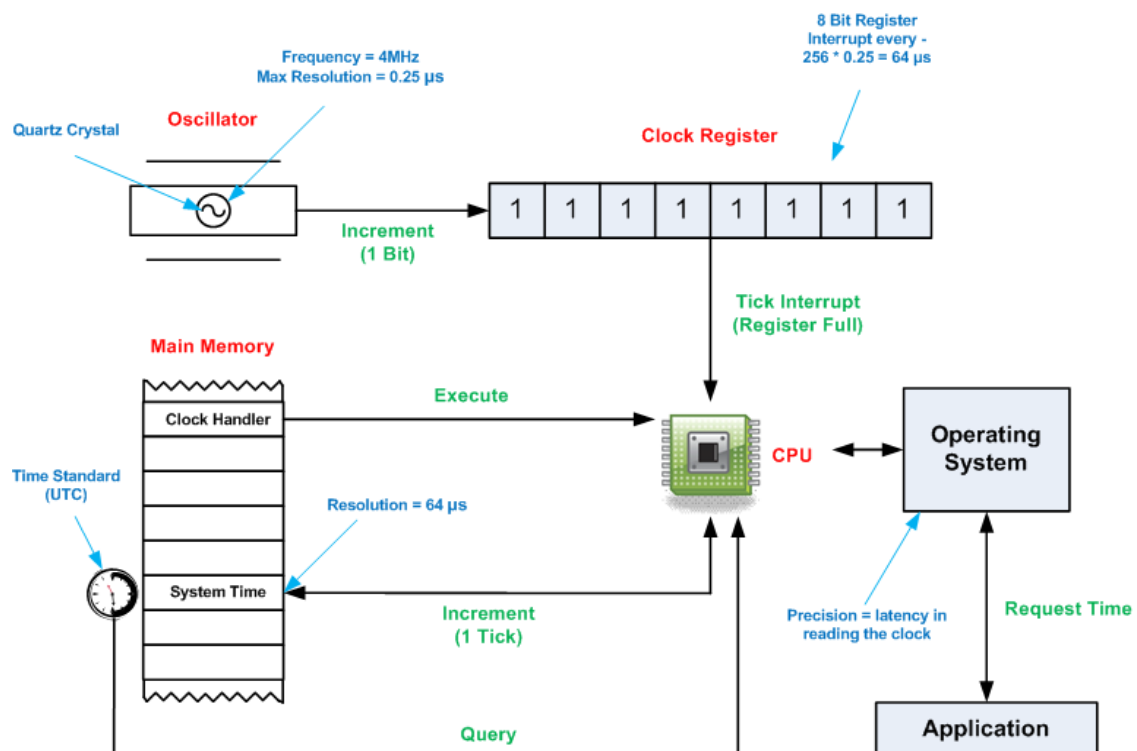 8 Bit Register
Interrupt every -
256 * 0.25 = 64 µs
Frequency = 4MHz
Max Resolution = 0.25 µs
Quartz Crystal
Oscillator
Clock Register
1 1 1 1 1 1 1 1
Increment
(1 Bit)
Tick Interrupt
(Register Full)
Main Memory
Clock Handler
Execute
CPU
Operating
System
Time Standard
(UTC)
Resolution = 64 µs
System Time
Increment
(1 Tick)
Precision = latency in
reading the clock
Request Time
Query
Application